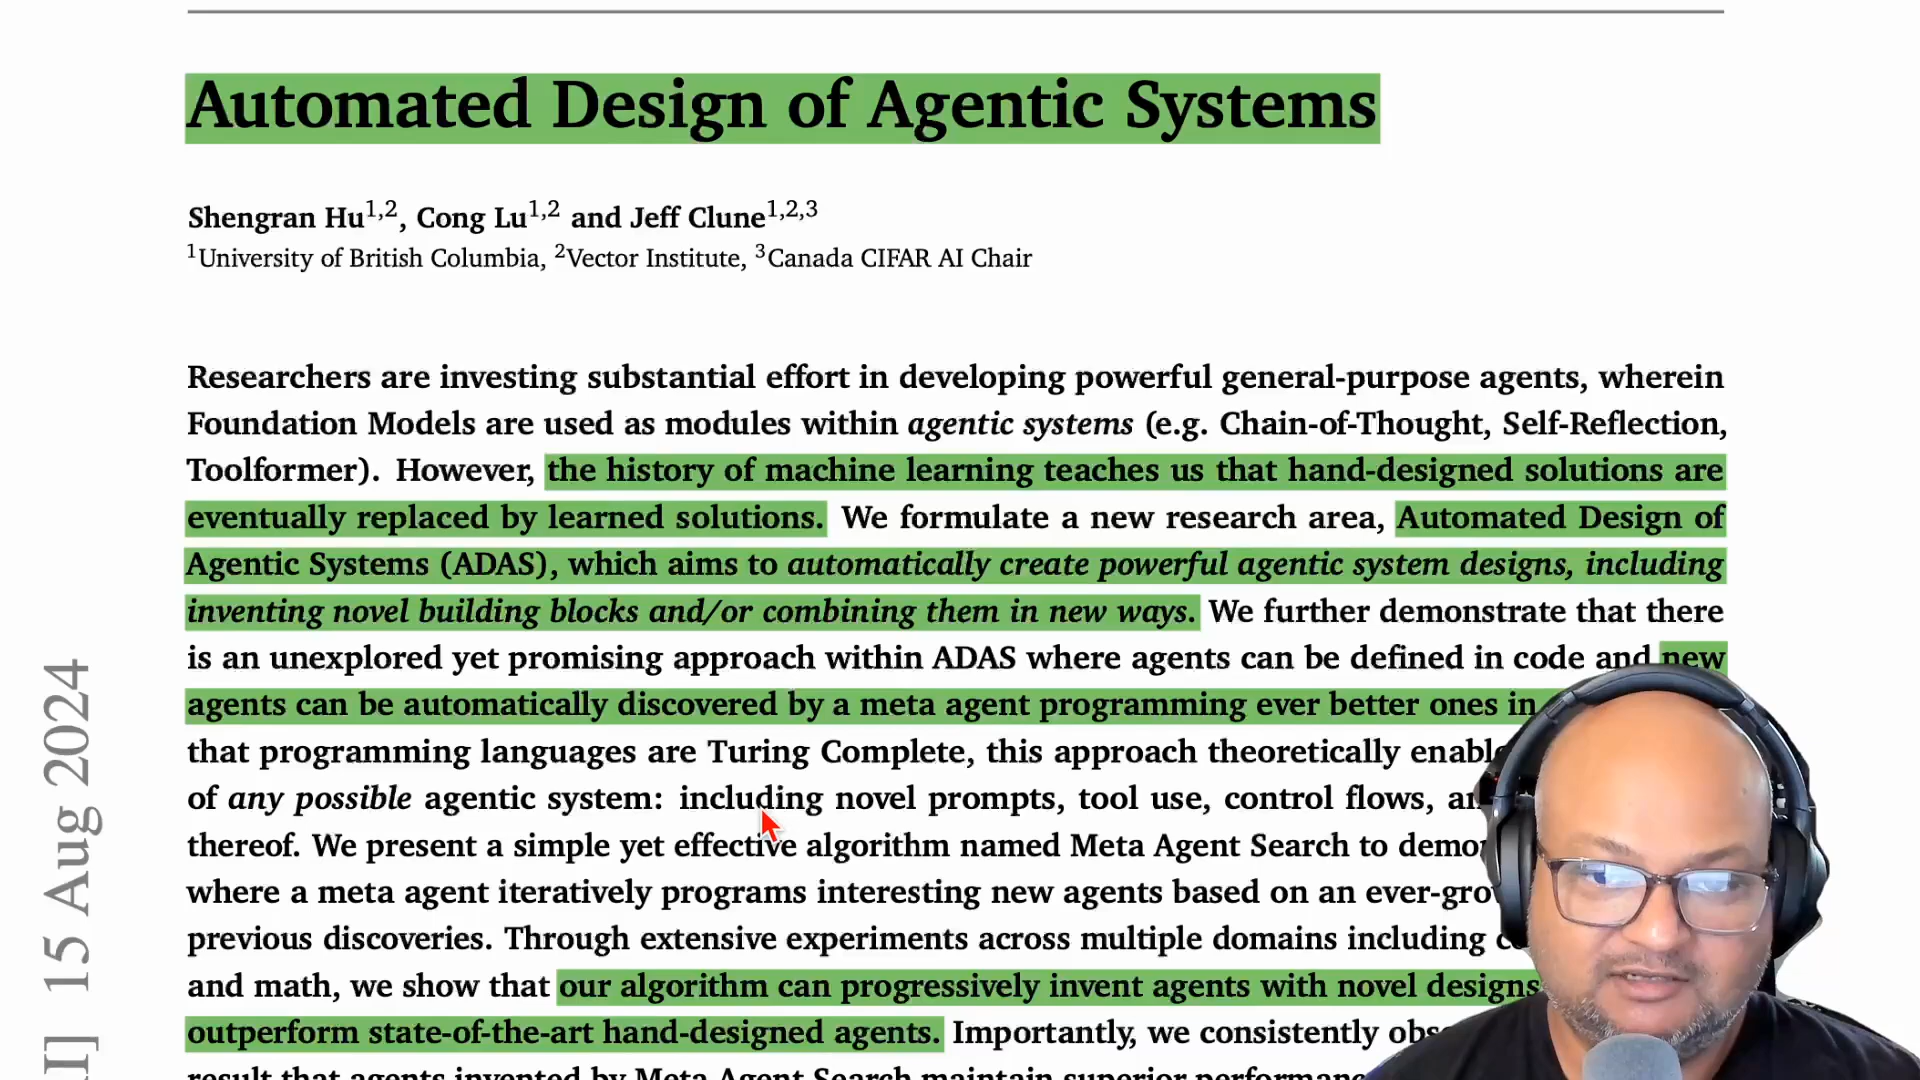 Automated Design of Agentic Systems
Shengran Hu1,2, Cong Lu1,2 and Jeff Clune1,2,3
1University of British Columbia, 2Vector Institute, 3Canada CIFAR AI Chair
Researchers are investing substantial effort in developing powerful general-purpose agents, wherein
Foundation Models are used as modules within agentic systems (e.g. Chain-of-Thought, Self-Reflection,
Toolformer). However, the history of machine learning teaches us that hand-designed solutions are
eventually replaced by learned solutions. We formulate a new research area, Automated Design of
Agentic Systems (ADAS), which aims to automatically create powerful agentic system designs, including
inventing novel building blocks and/or combining them in new ways. We further demonstrate that there
is an unexplored yet promising approach within ADAS where agents can be defined in code and new
agents can be automatically discovered by a meta agent programming ever better ones in
that programming languages are Turing Complete, this approach theoretically
of any possible agentic system: including novel prompts, tool use, control flows,
thereof. We present a simple yet effective algorithm named Meta Agent Search to
where a meta agent iteratively programs interesting new agents based on an
previous discoveries. Through extensive experiments across multiple domains including
and math, we show that our algorithm can progressively invent agents with novel designs
outperform state-of-the-art hand-designed agents. Importantly, we consistently
result that agents invented by Meta Agent Search maintain superior
15 Aug 2024